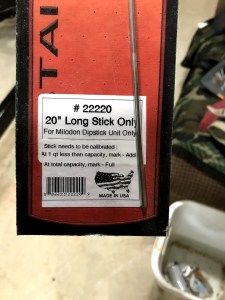 TAI
# 22220
20" Long Stick Only
For Milodon Dipstick Unit Only
Stick needs to be calibrated :
At 1 qt less than capacity, mark - Add
At total capacity, mark - Full
MADE IN USA